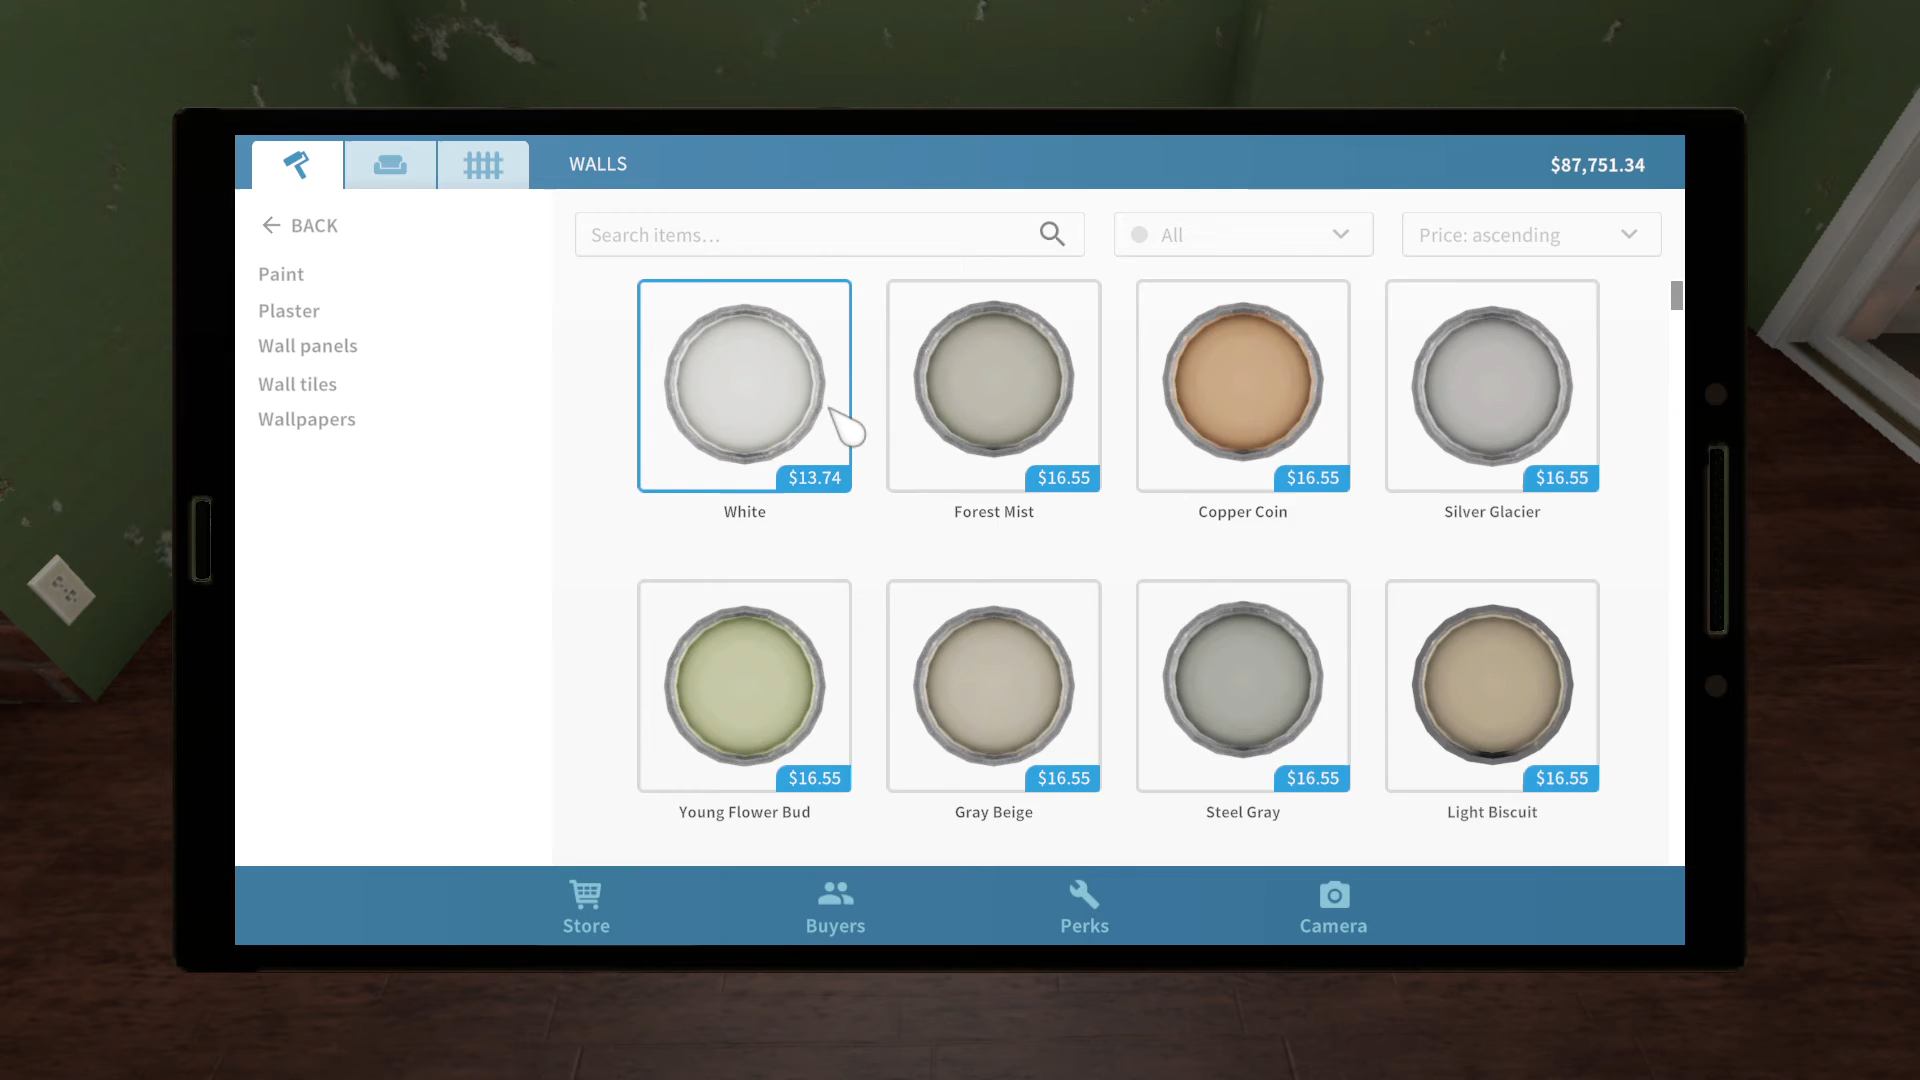 WALLS
$87,751.34
BACK
Search items...
All
Price: ascending
Paint
Plaster
Wall panels
Wall tiles
Wallpapers
$13.74
$16.55
$16.55
$16.55
White
Forest Mist
Copper Coin
Silver Glacier
$16.55
$16.55
$16.55
$16.55
Young Flower Bud
Gray Beige
Steel Gray
Light Biscuit
Store
Buyers
Perks
Camera